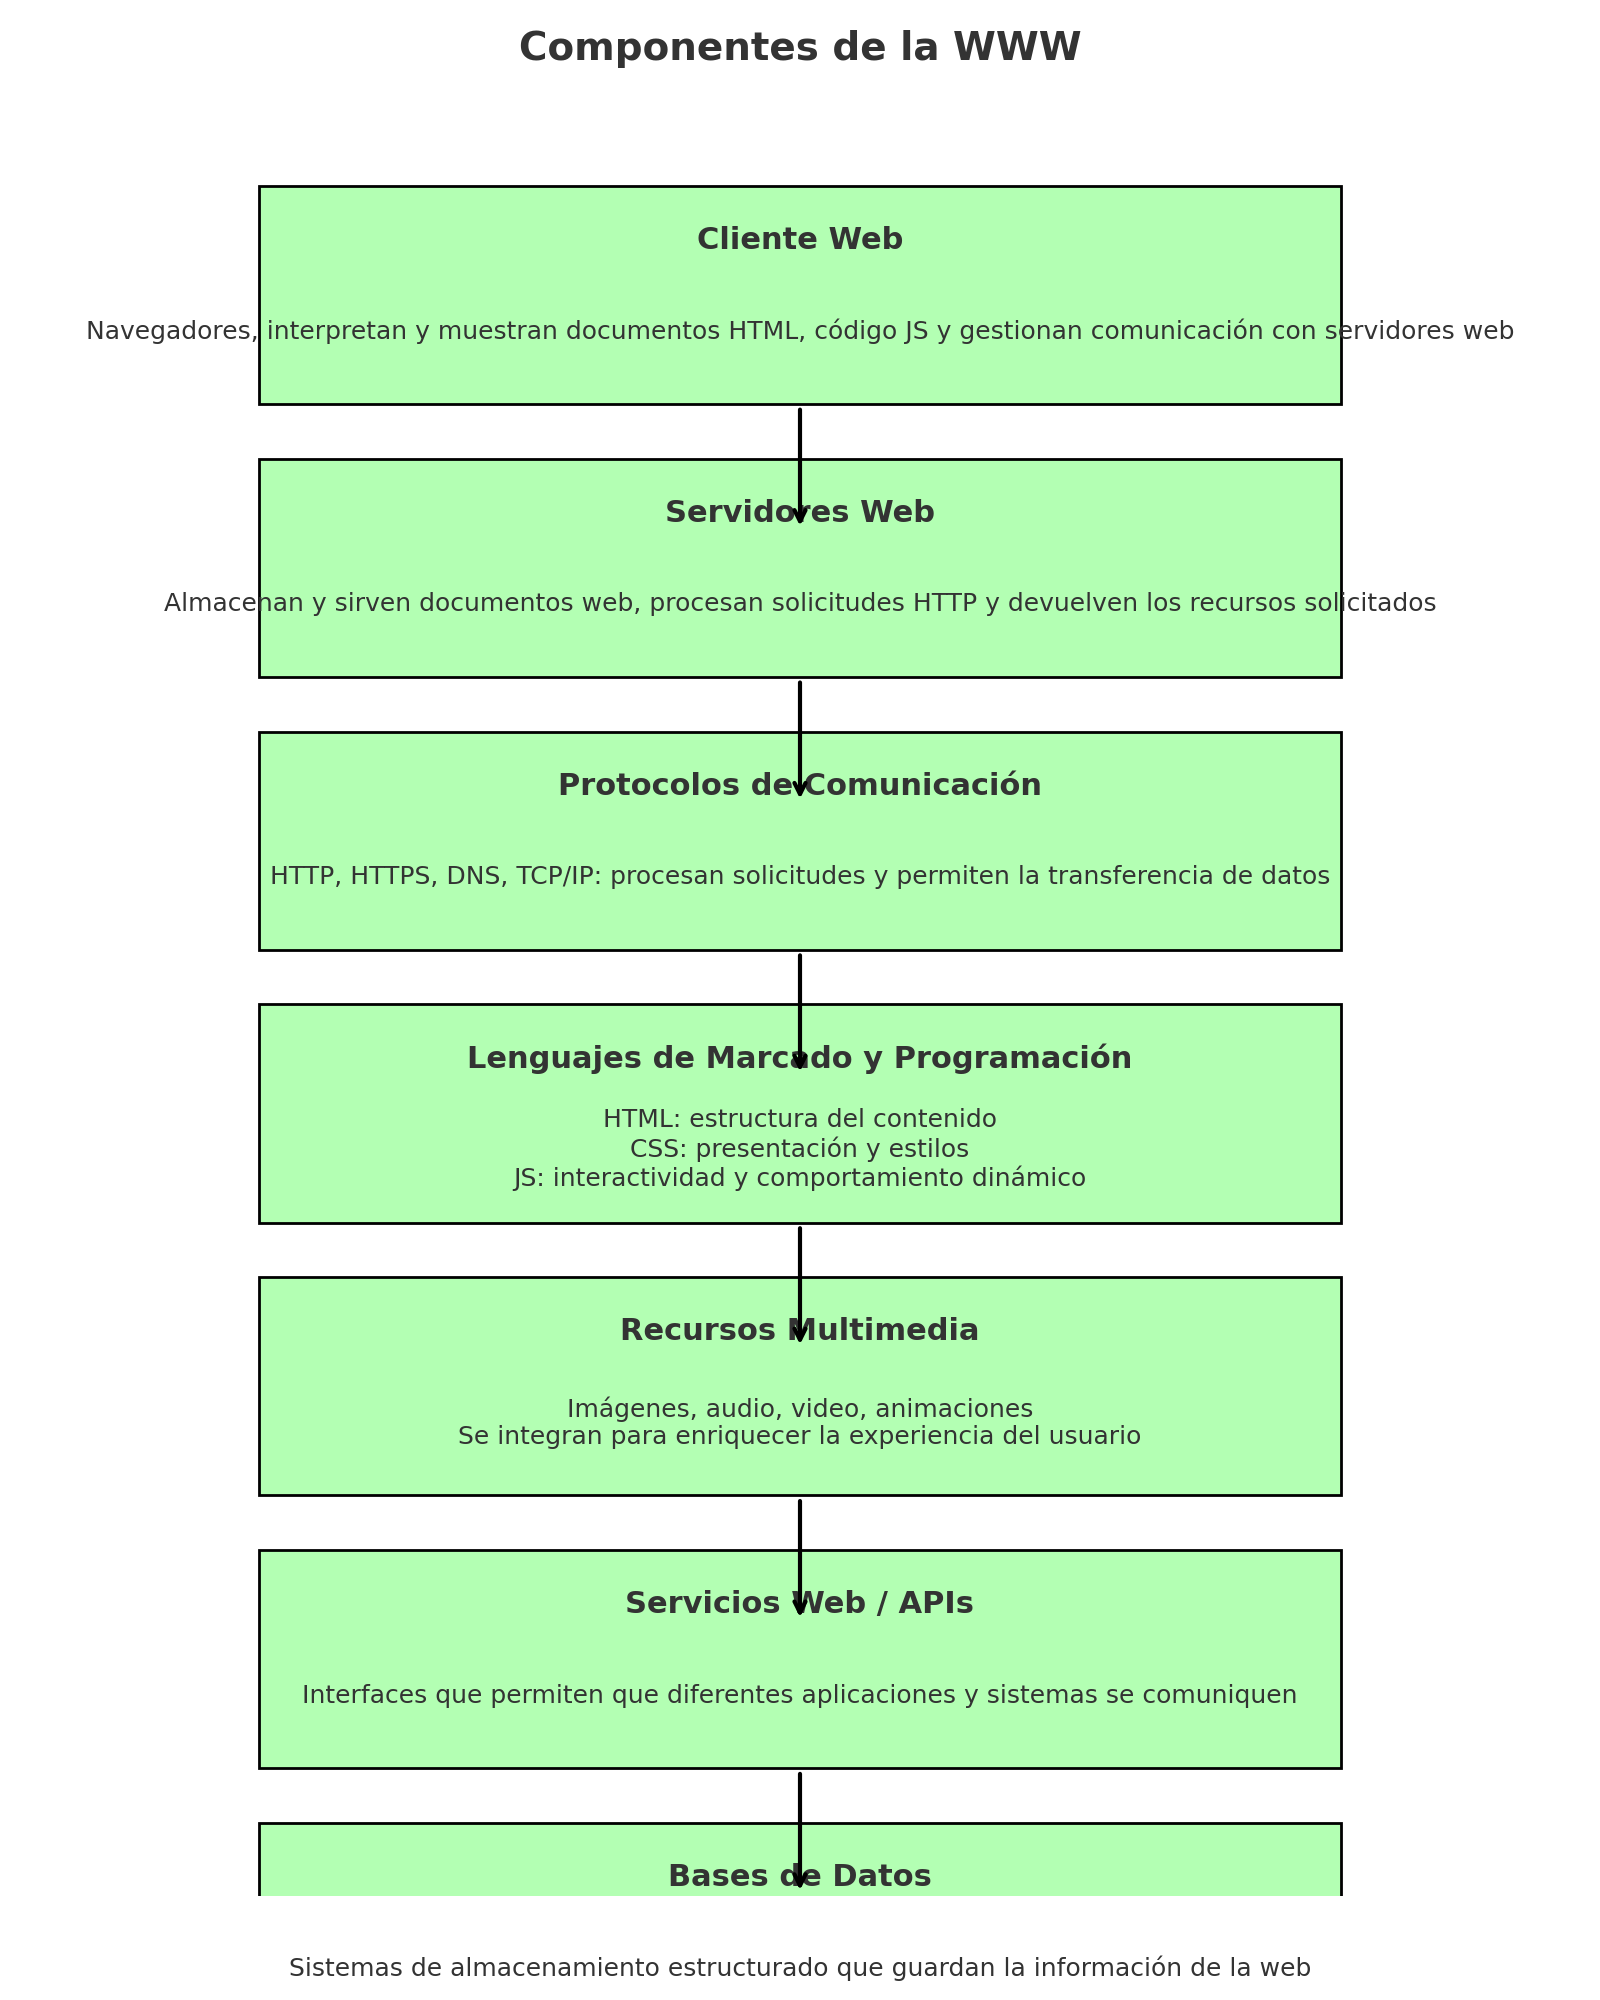 Componentes de la WWW
Cliente Web
Navegadores, interpretan y muestran documentos HTML, código JS y gestionan comunicación con servidores web
Servidores Web
Almacenan y sirven documentos web, procesan solicitudes HTTP y devuelven los recursos solicitados
Protocolos de Comunicación
HTTP, HTTPS, DNS, TCP/IP: procesan solicitudes y permiten la transferencia de datos
Lenguajes de Marcado y Programación
HTML: estructura del contenido
CSS: presentación y estilos
JS: interactividad y comportamiento dinámico
Recursos Multimedia
Imágenes, audio, video, animaciones
Se integran para enriquecer la experiencia del usuario
Servicios Web / APIs
Interfaces que permiten que diferentes aplicaciones y sistemas se comuniquen
Bases de Datos
Sistemas de almacenamiento estructurado que guardan la información de la web